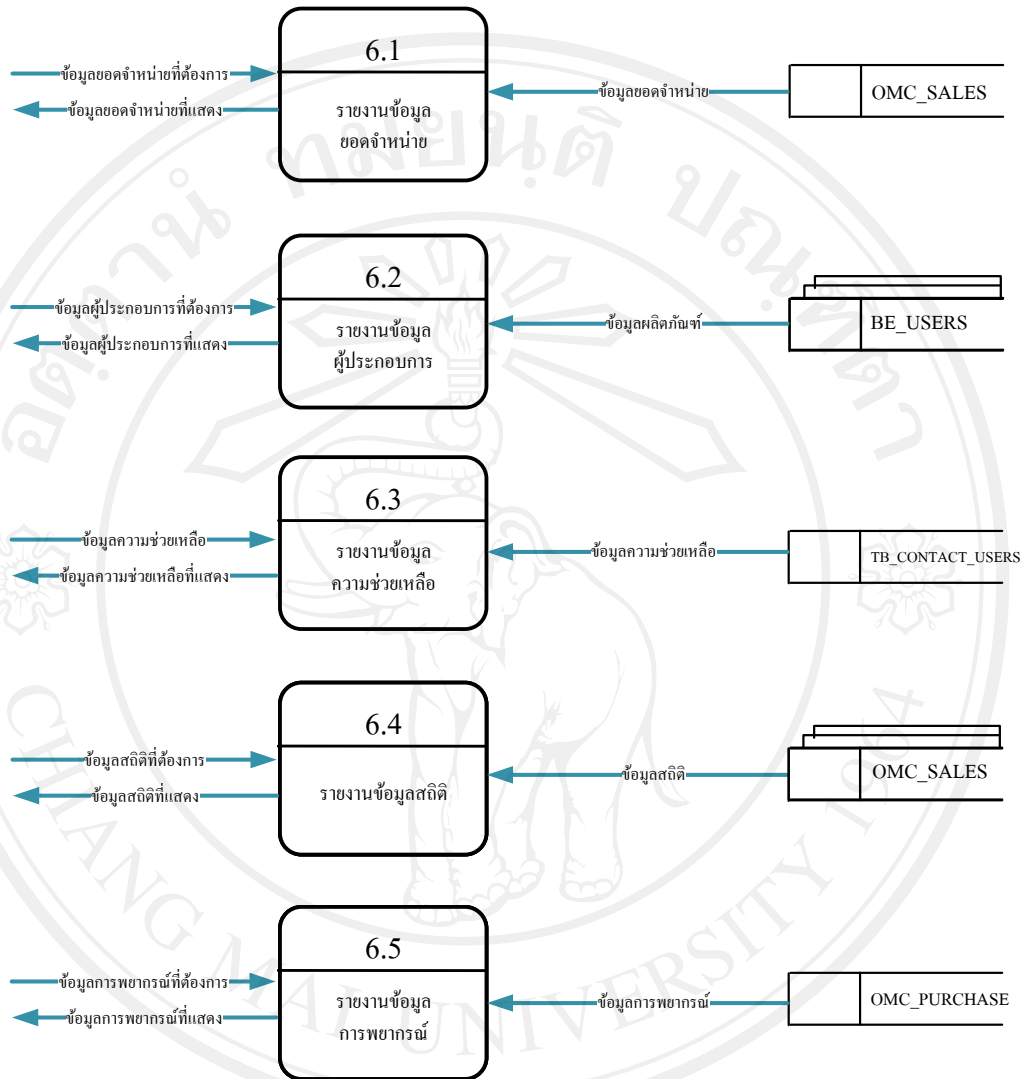 6.1
ข้อมูลยอดจำหน่ายที่ต้องการ
ข้อมูลยอดจำหน่ายที่แสดง
รายงานข้อมูล
ยอดจำหน่าย
ข้อมูลยอดจำหน่าย
OMC_SALES
6.2
ข้อมูลผู้ประกอบการที่ต้องการ
ข้อมูลผู้ประกอบการที่แสดง
รายงานข้อมูล
ผู้ประกอบการ
ข้อมูลผลิตภัณฑ์
BE_USERS
6.3
ข้อมูลความช่วยเหลือ
ข้อมูลความช่วยเหลือที่แสดง
รายงานข้อมูล
ความช่วยเหลือ
ข้อมูลความช่วยเหลือ
TB_CONTACT_USERS
6.4
ข้อมูลสถิติที่ต้องการ
ข้อมูลสถิติที่แสดง
รายงานข้อมูลสถิติ
ข้อมูลสถิติ
OMC_SALES
6.5
ข้อมูลการพยากรณ์ที่ต้องการ
ข้อมูลการพยากรณ์ที่แสดง
รายงานข้อมูล
การพยากรณ์
ข้อมูลการพยากรณ์
OMC_PURCHASE
CHIANG MAI UNIVERSITY 1964